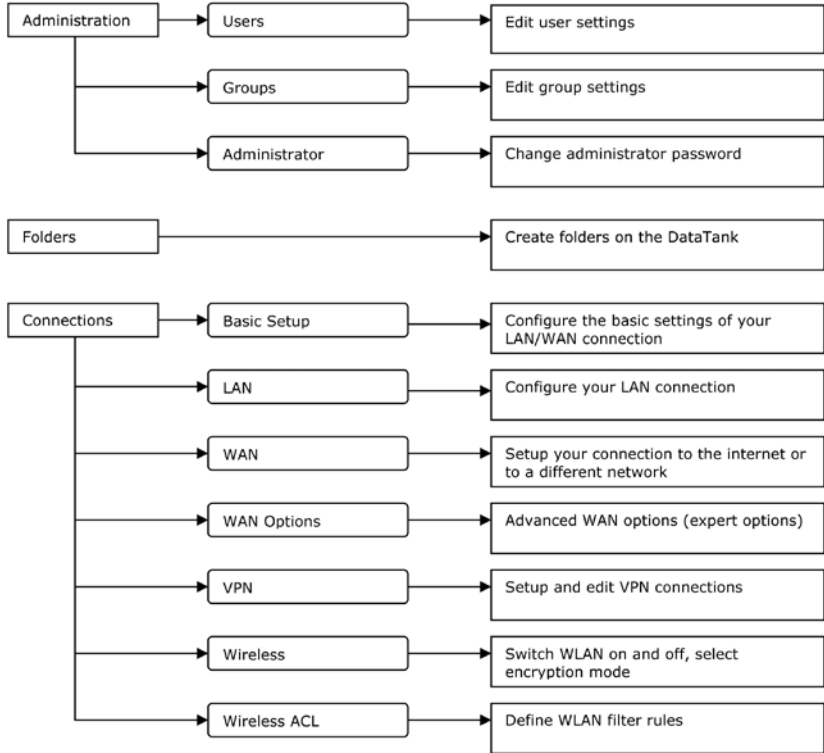 Administration
Users
Edit user settings
Groups
Edit group settings
Administrator
Change administrator password
Folders
Create folders on the DataTank
Connections
Basic Setup
Configure the basic settings of your
LAN/WAN connection
LAN
Configure your LAN connection
WAN
Setup your connection to the internet or
to a different network
WAN Options
Advanced WAN options (expert options)
VPN
Setup and edit VPN connections
Wireless
Switch WLAN on and off, select
encryption mode
Wireless ACL
Define WLAN filter rules